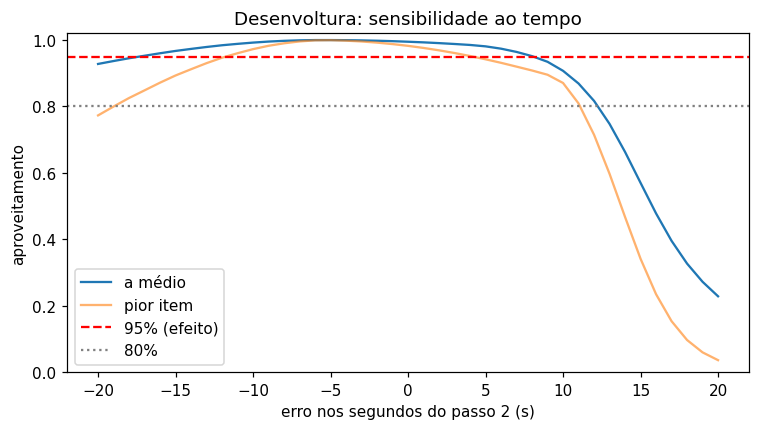 Desenvoltura: sensibilidade ao tempo
aproveitamento
1.0
0.8
0.6
0.4
0.2
0.0
a médio
pior item
95% (efeito)
80%
−20
−15
−10
−5
0
5
10
15
20
erro nos segundos do passo 2 (s)